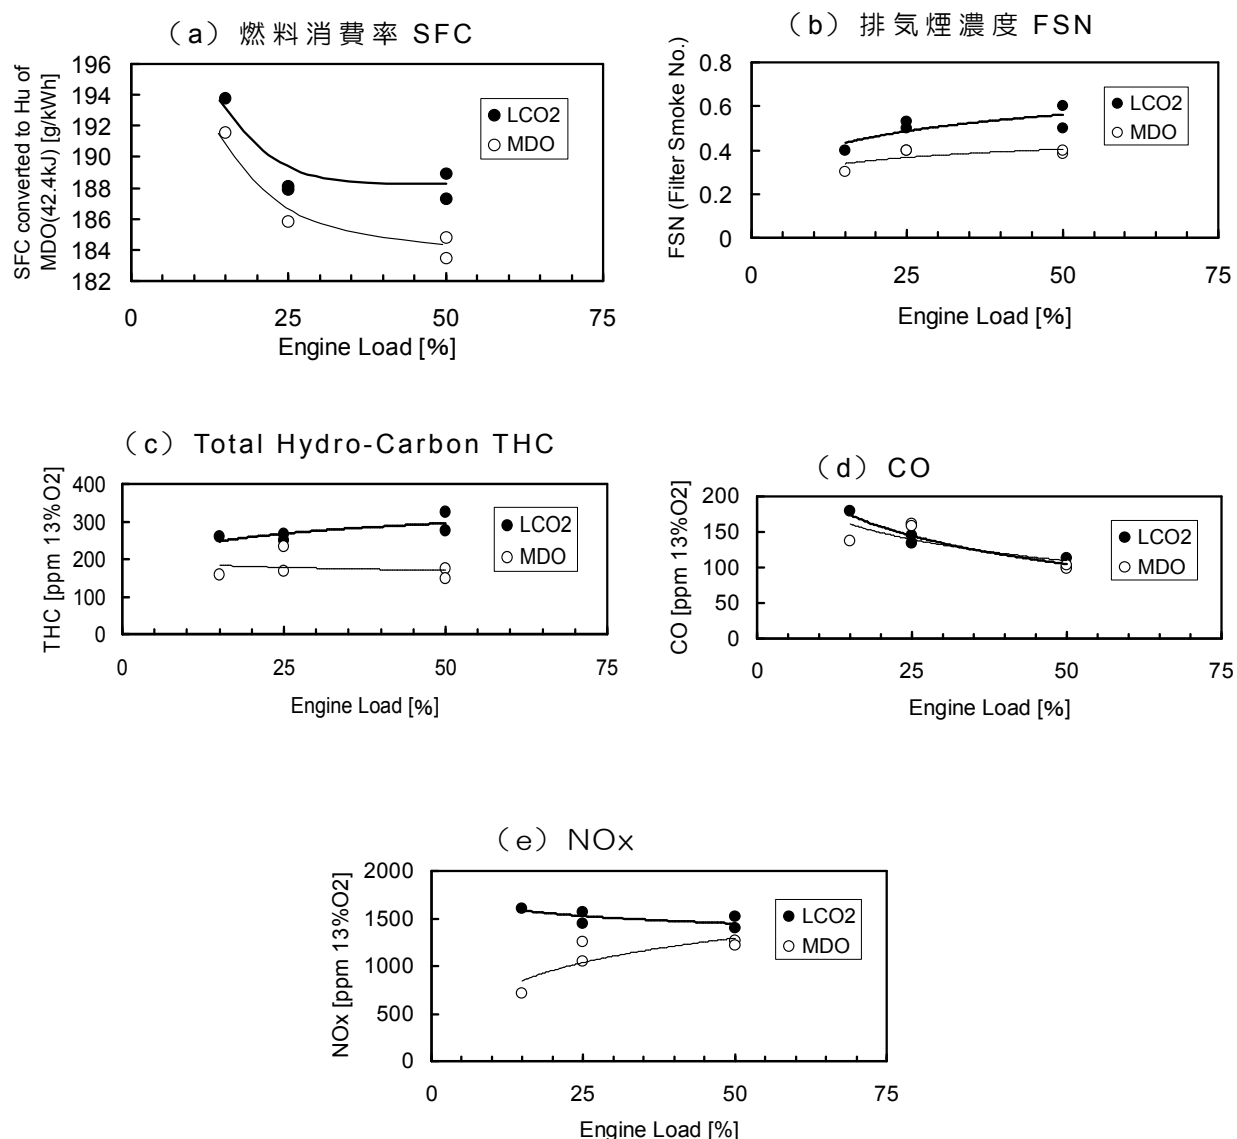 (a) 燃料消費率 SFC
196
194
192
190
188
186
184
182
SFC converted to Hu of
MDO(42.4kJ) [g/kWh]
LCO2
MDO
0
25
50
75
Engine Load [%]
(b) 排気煙濃度 FSN
0.8
0.6
0.4
0.2
0
FSN (Filter Smoke No.)
LCO2
MDO
0
25
50
75
Engine Load [%]
(c) Total Hydro-Carbon THC
400
300
200
100
0
THC [ppm 13%O2]
LCO2
MDO
0
25
50
75
Engine Load [%]
(d) CO
200
150
100
50
0
CO [ppm 13%O2]
LCO2
MDO
0
25
50
75
Engine Load [%]
(e) NOx
2000
1500
1000
500
0
NOx [ppm 13%O2]
LCO2
MDO
0
25
50
75
Engine Load [%]